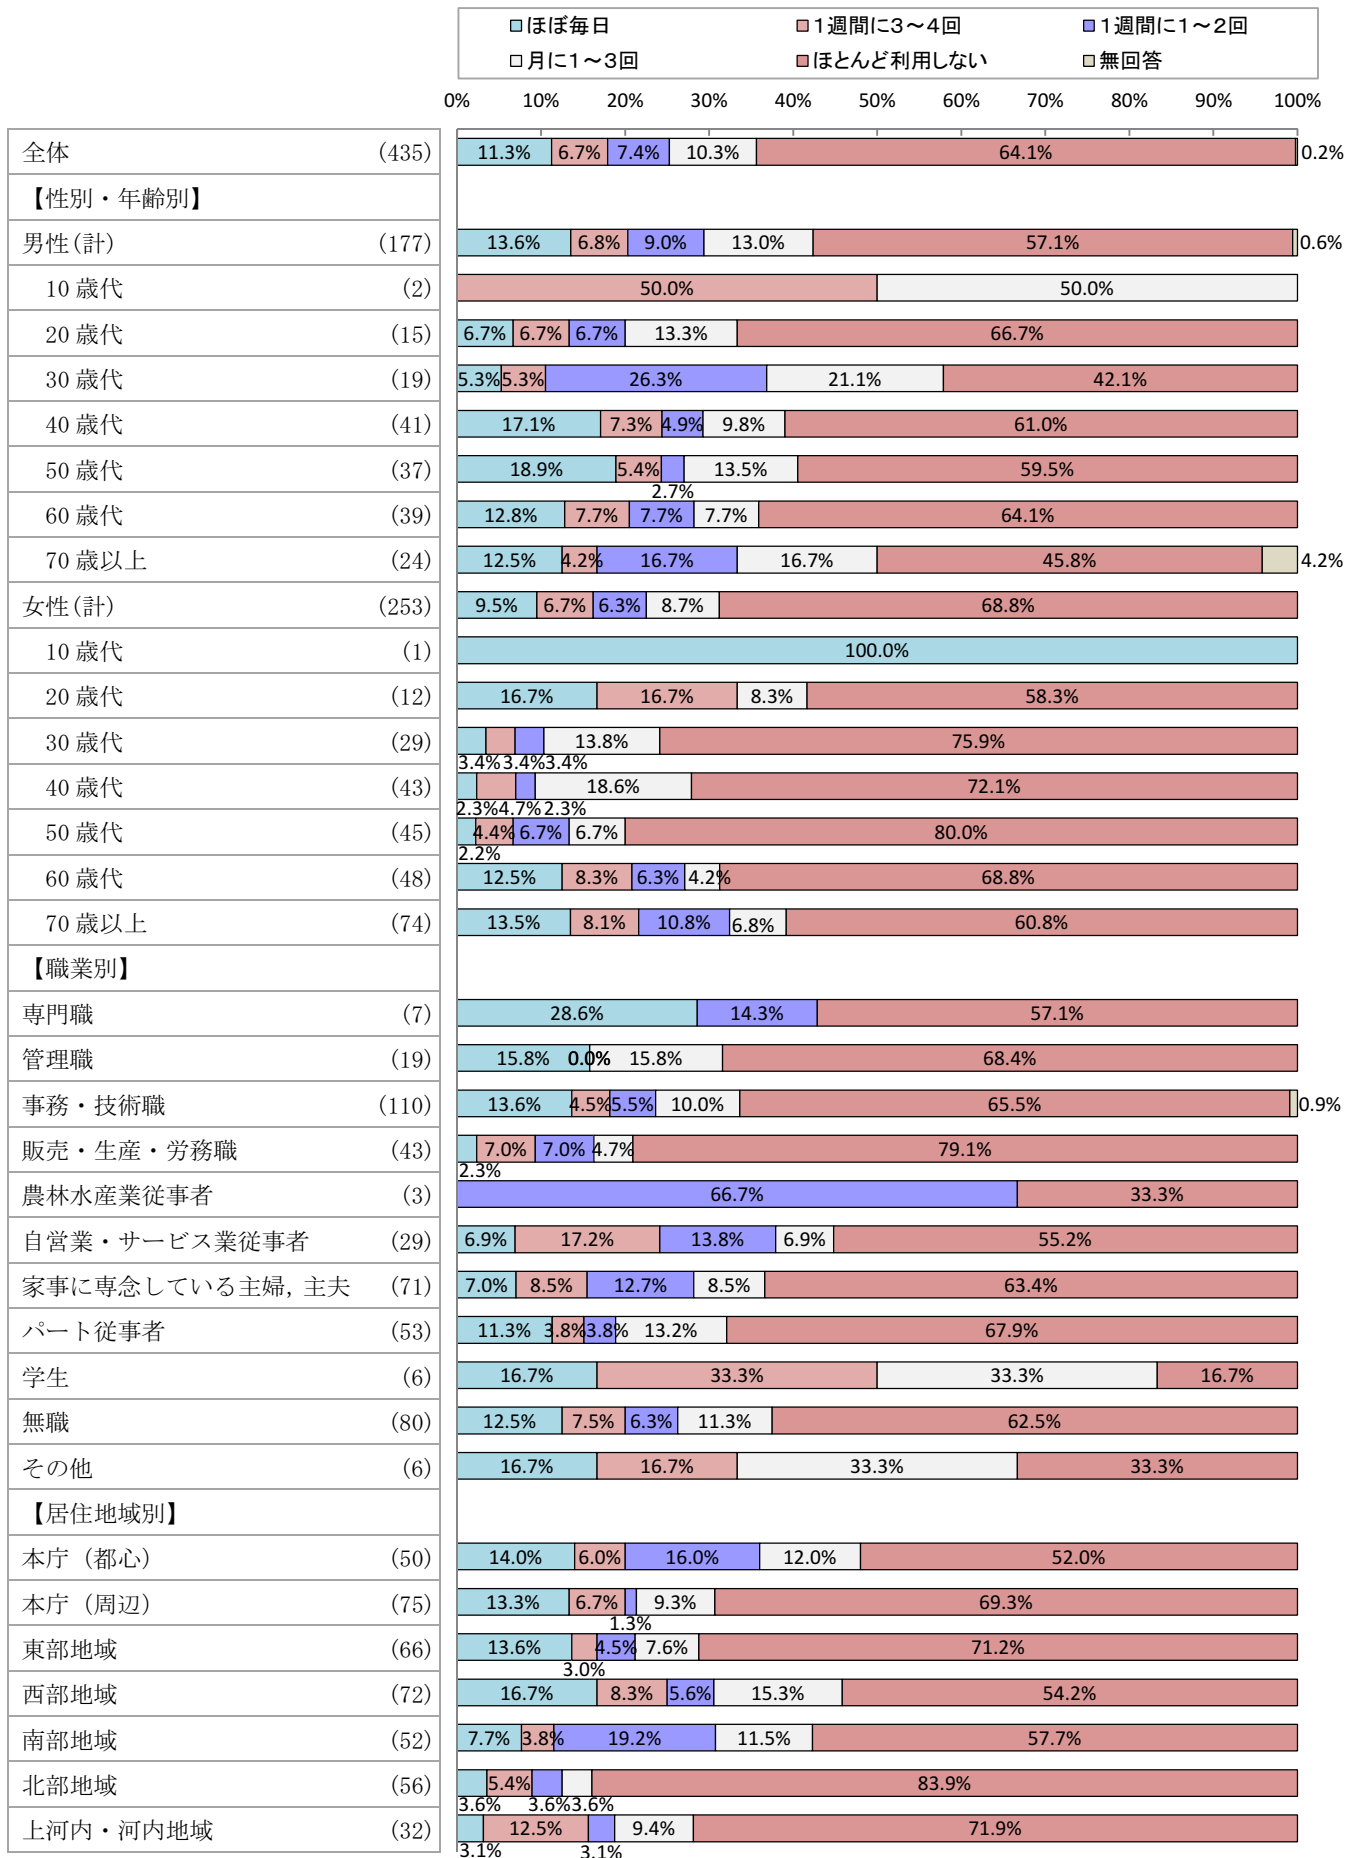 ほぼ毎日 1週間に3～4回 1週間に1～2回
月に1～3回 ほとんど利用しない 無回答
0% 10% 20% 30% 40% 50% 60% 70% 80% 90% 100%
全体 (435) 11.3% 6.7% 7.4% 10.3% 64.1% 0.2%
【性別・年齢別】
男性(計) (177) 13.6% 6.8% 9.0% 13.0% 57.1% 0.6%
10歳代 (2) 50.0% 50.0%
20歳代 (15) 6.7% 6.7% 6.7% 13.3% 66.7%
30歳代 (19) 5.3% 5.3% 26.3% 21.1% 42.1%
40歳代 (41) 17.1% 7.3% 4.9% 9.8% 61.0%
50歳代 (37) 18.9% 5.4% 2.7% 13.5% 59.5%
60歳代 (39) 12.8% 7.7% 7.7% 7.7% 64.1%
70歳以上 (24) 12.5% 4.2% 16.7% 16.7% 45.8% 4.2%
女性(計) (253) 9.5% 6.7% 6.3% 8.7% 68.8%
10歳代 (1) 100.0%
20歳代 (12) 16.7% 16.7% 8.3% 58.3%
30歳代 (29) 3.4% 3.4% 3.4% 13.8% 75.9%
40歳代 (43) 2.3% 4.7% 2.3% 18.6% 72.1%
50歳代 (45) 2.2% 4.4% 6.7% 6.7% 80.0%
60歳代 (48) 12.5% 8.3% 6.3% 4.2% 68.8%
70歳以上 (74) 13.5% 8.1% 10.8% 6.8% 60.8%
【職業別】
専門職 (7) 28.6% 14.3% 57.1%
管理職 (19) 15.8% 0.0% 15.8% 68.4%
事務・技術職 (110) 13.6% 4.5% 5.5% 10.0% 65.5% 0.9%
販売・生産・労務職 (43) 2.3% 7.0% 7.0% 4.7% 79.1%
農林水産業従事者 (3) 66.7% 33.3%
自営業・サービス業従事者 (29) 6.9% 17.2% 13.8% 6.9% 55.2%
家事に専念している主婦,主夫 (71) 7.0% 8.5% 12.7% 8.5% 63.4%
パート従事者 (53) 11.3% 3.8% 3.8% 13.2% 67.9%
学生 (6) 16.7% 33.3% 33.3% 16.7%
無職 (80) 12.5% 7.5% 6.3% 11.3% 62.5%
その他 (6) 16.7% 16.7% 33.3% 33.3%
【居住地域別】
本庁（都心） (50) 14.0% 6.0% 16.0% 12.0% 52.0%
本庁（周辺） (75) 13.3% 6.7% 1.3% 9.3% 69.3%
東部地域 (66) 13.6% 3.0% 4.5% 7.6% 71.2%
西部地域 (72) 16.7% 8.3% 5.6% 15.3% 54.2%
南部地域 (52) 7.7% 3.8% 19.2% 11.5% 57.7%
北部地域 (56) 3.6% 5.4% 3.6% 3.6% 83.9%
上河内・河内地域 (32) 3.1% 12.5% 3.1% 9.4% 71.9%